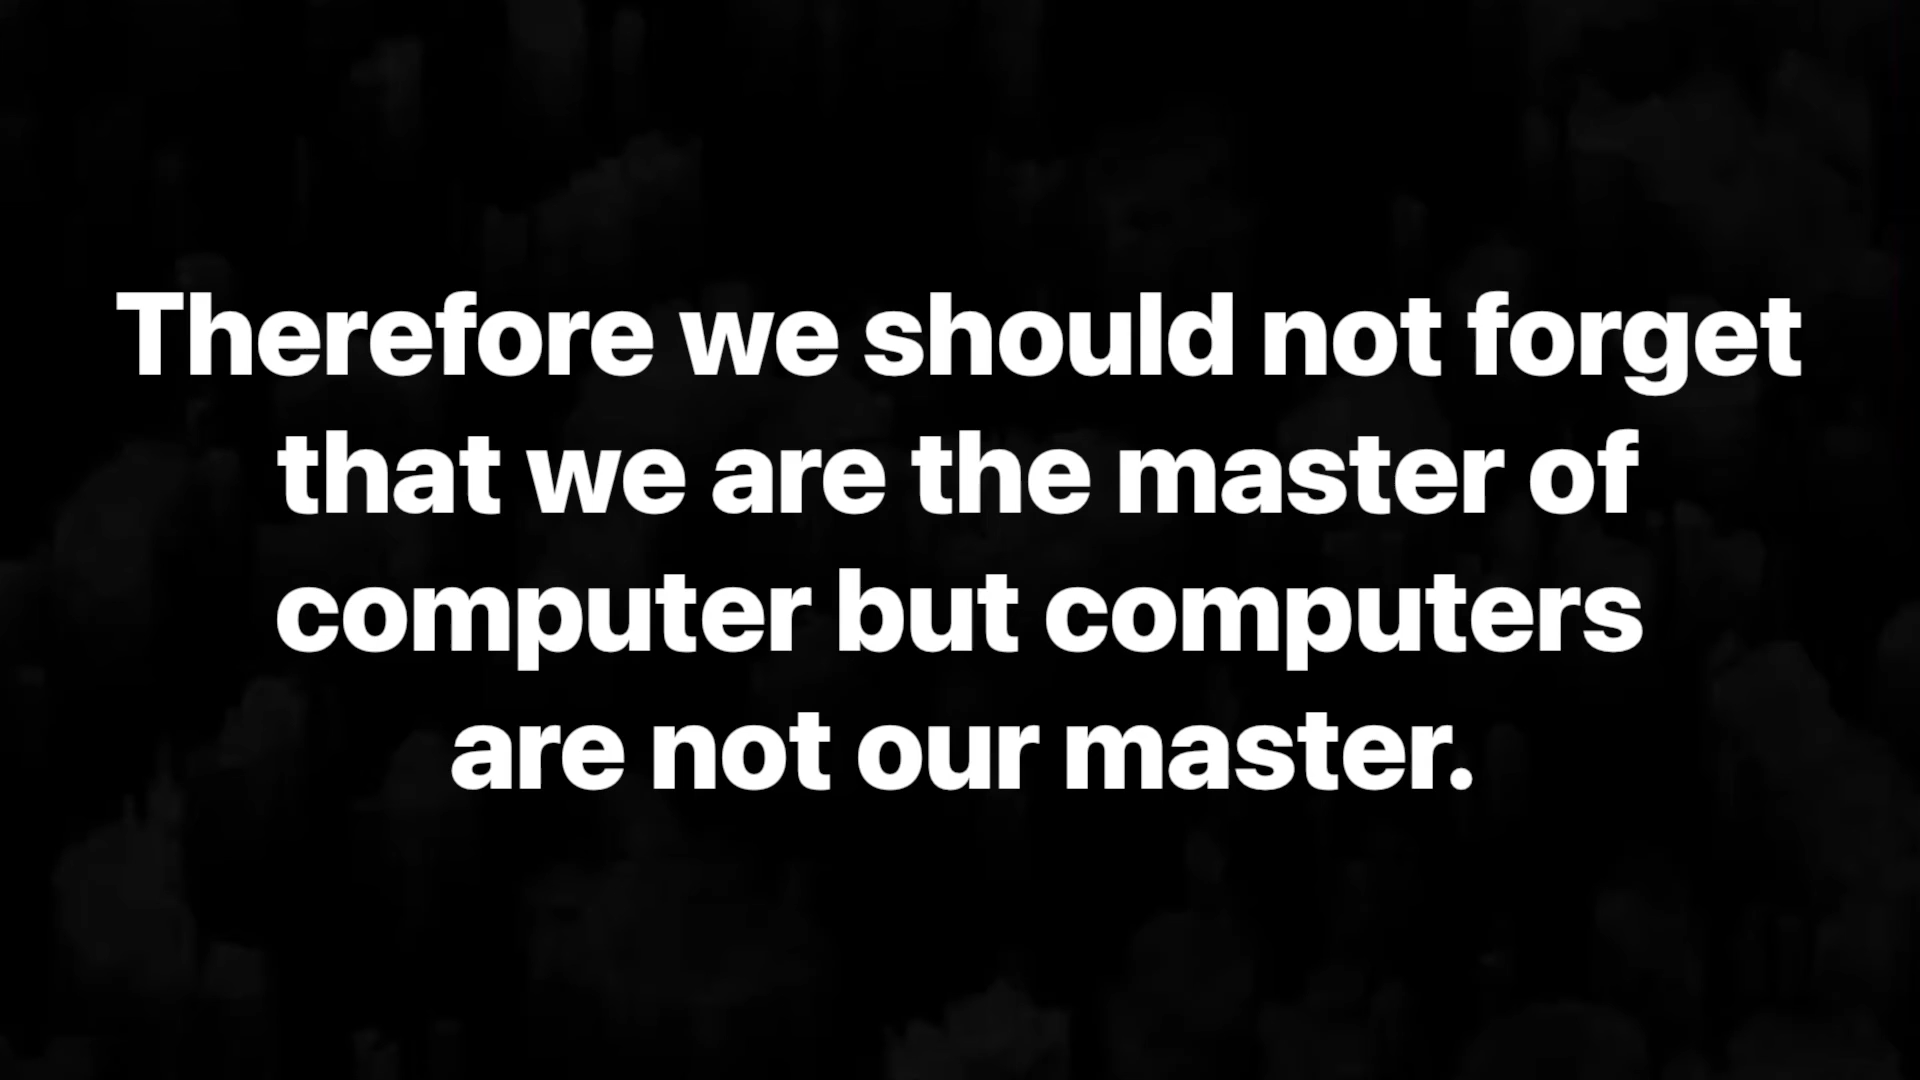 Therefore we should not forget
that we are the master of
computer but computers
are not our master.